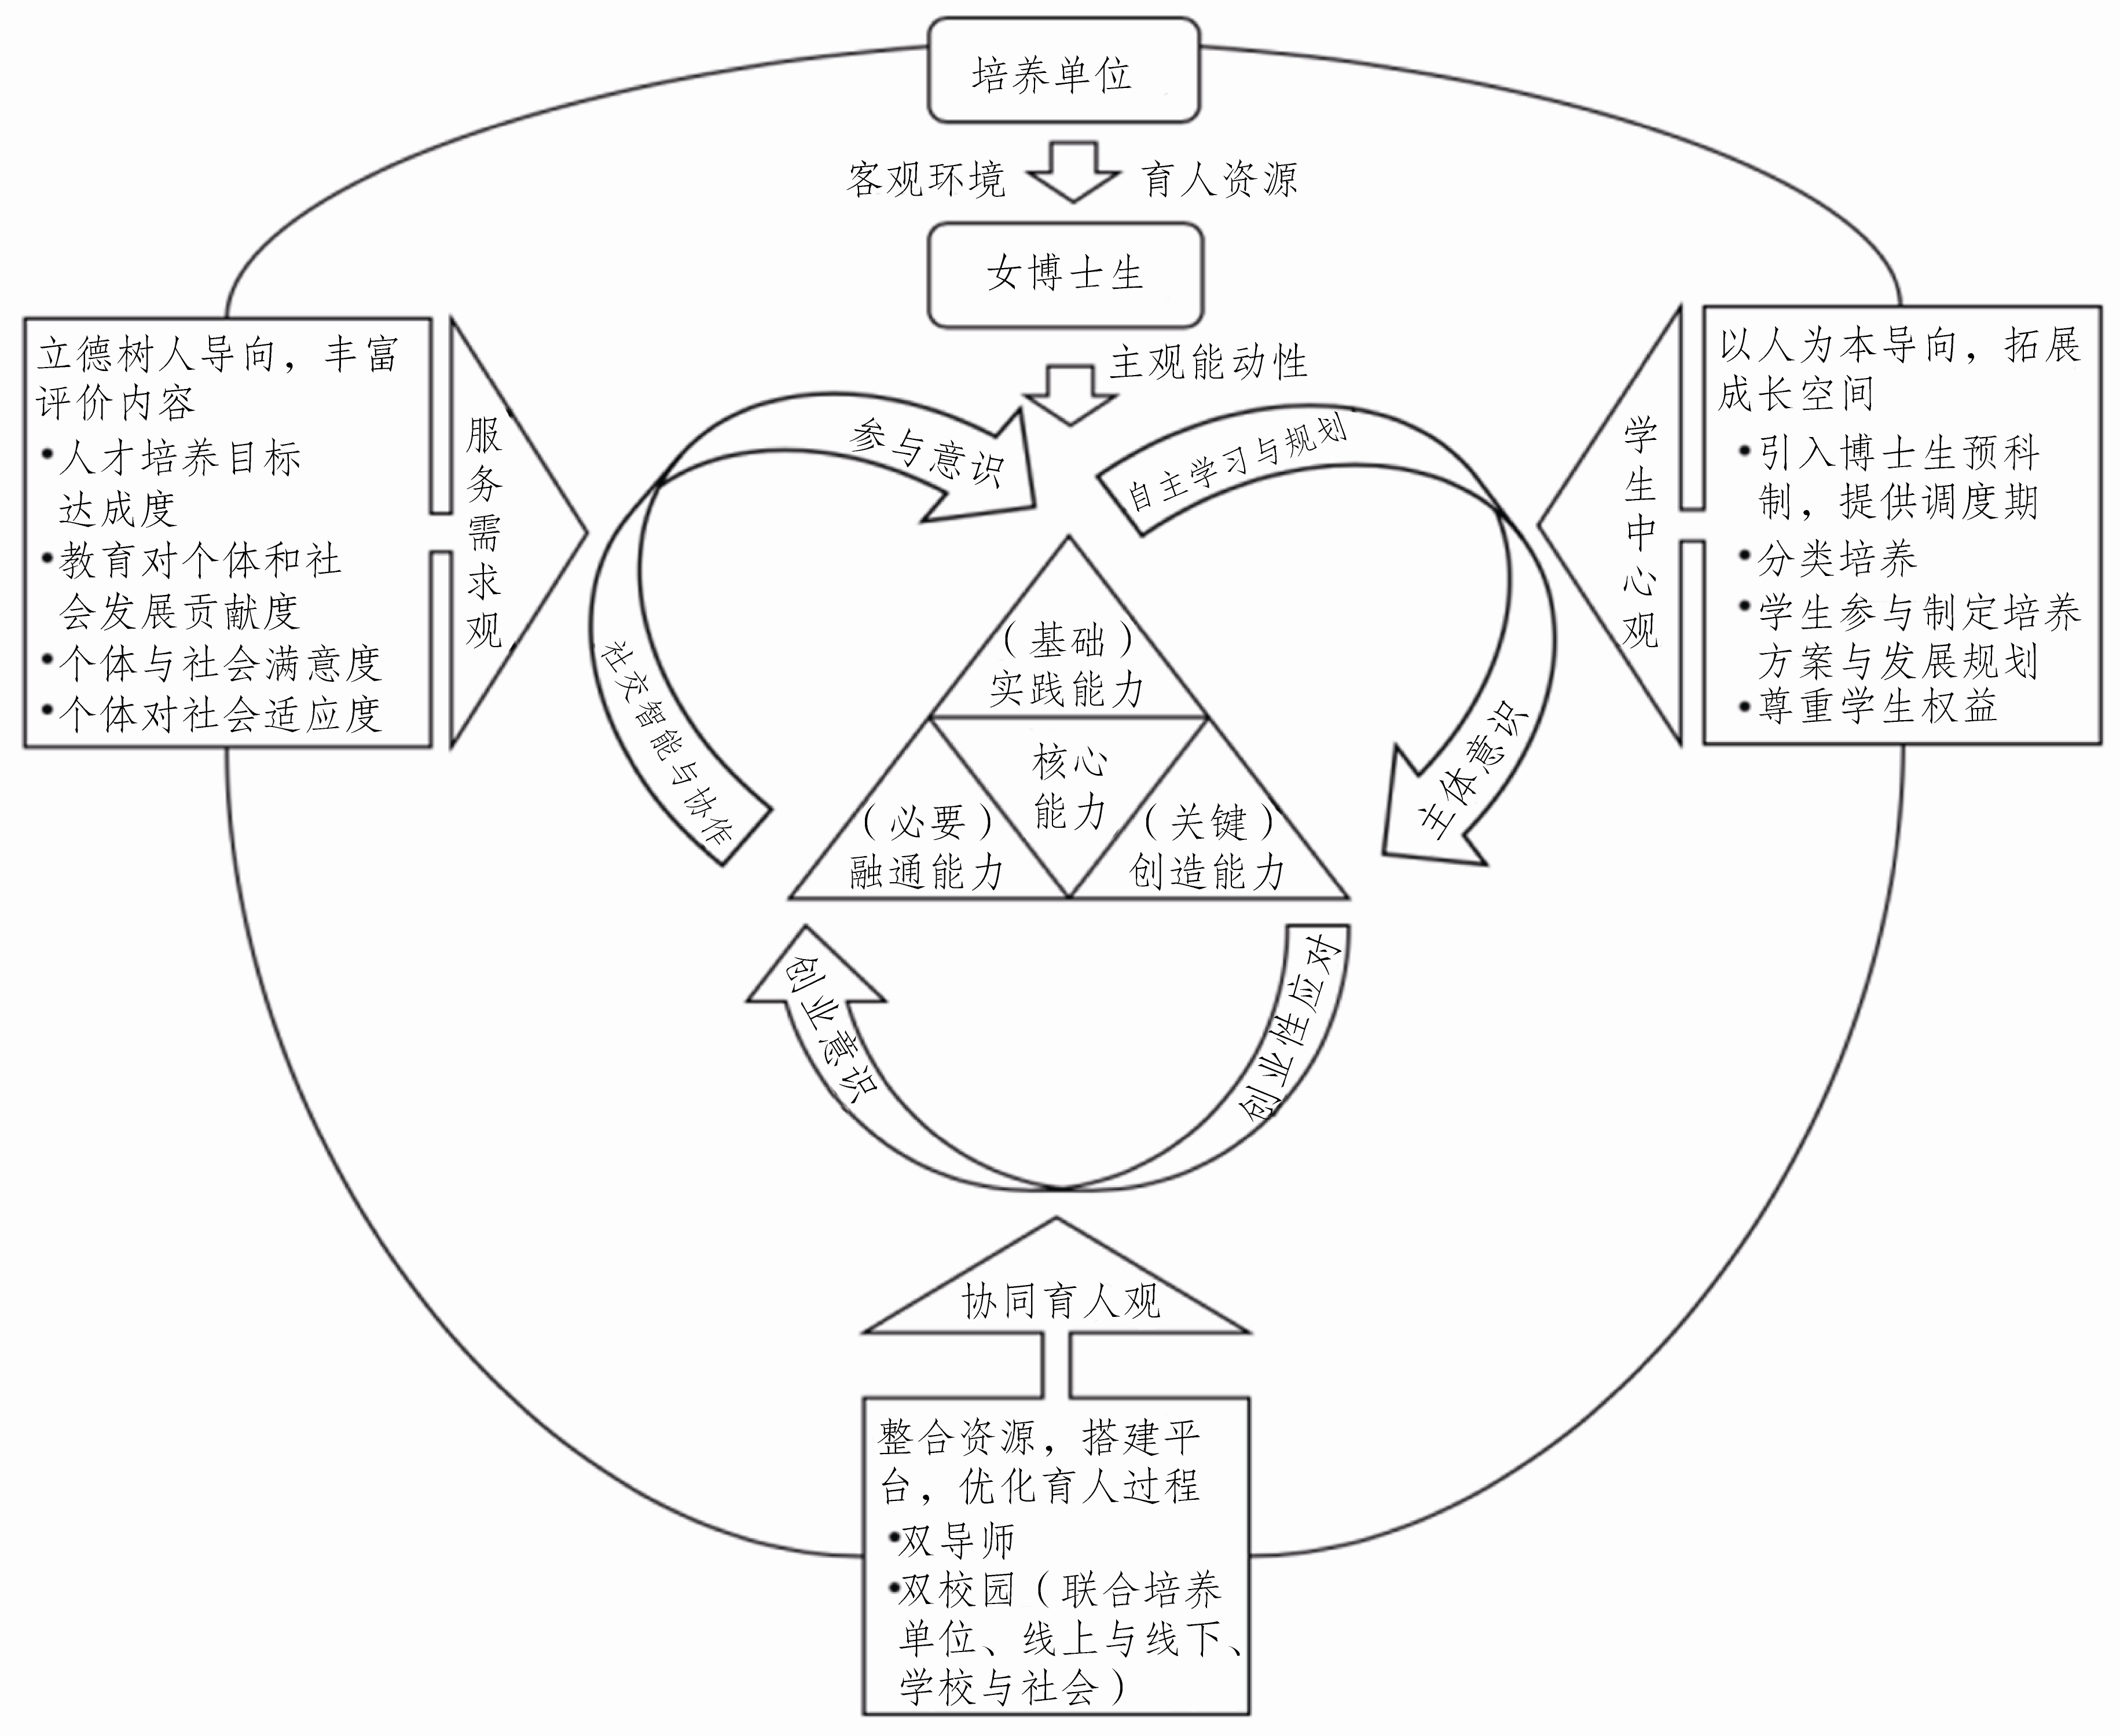 培养单位
客观环境
育人资源
女博士生
主观能动性
立德树人导向，丰富
评价内容
•人才培养目标
达成度
•教育对个体和社
会发展贡献度
•个体与社会满意度
•个体对社会适应度
服务需求观
参与意识
社交智能与协作
自主学习与规划
主体意识
学生中心观
以人为本导向，拓展
成长空间
•引入博士生预科
制，提供调度期
•分类培养
•学生参与制定培养
方案与发展规划
•尊重学生权益
（基础）
实践能力
核心
能力
（必要）
融通能力
（关键）
创造能力
创业意识
创业性应对
协同育人观
整合资源，搭建平
台，优化育人过程
•双导师
•双校园（联合培养
单位、线上与线下、
学校与社会）